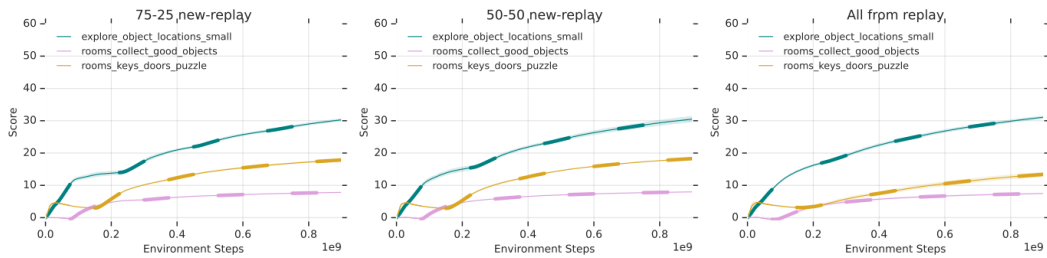 75-25 new-replay
60
50
40
30
20
10
0
Score
explore_object_locations_small
rooms_collect_good_objects
rooms_keys_doors_puzzle
0.0
0.2
0.4
0.6
0.8
1e9
Environment Steps
50-50 new-replay
60
50
40
30
20
10
0
Score
explore_object_locations_small
rooms_collect_good_objects
rooms_keys_doors_puzzle
0.0
0.2
0.4
0.6
0.8
1e9
Environment Steps
All from replay
60
50
40
30
20
10
0
Score
explore_object_locations_small
rooms_collect_good_objects
rooms_keys_doors_puzzle
0.0
0.2
0.4
0.6
0.8
1e9
Environment Steps